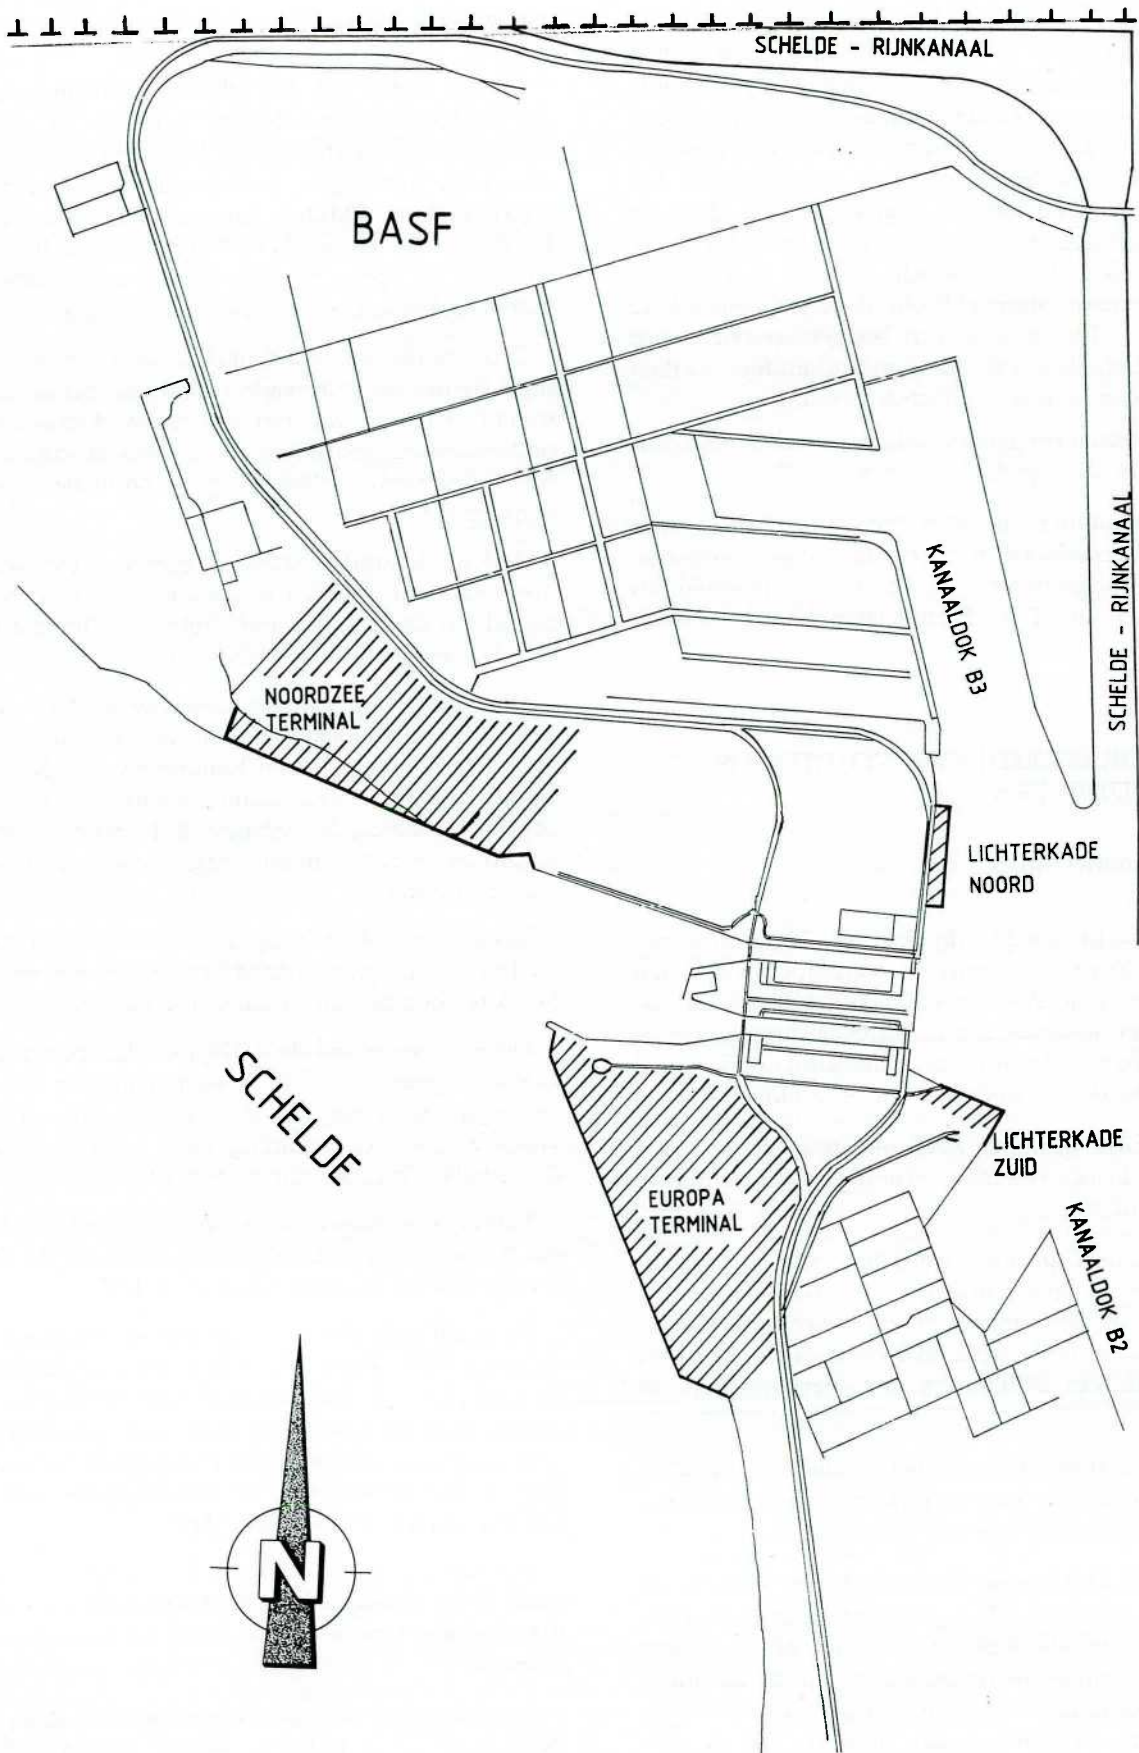 SCHELDE - RIJNKANAAL
BASF
KANAALDOK B3
SCHELDE - RIJNKANAAL
NOORDZEE
TERMINAL
LICHTERKADE
NOORD
SCHELDE
LICHTERKADE
ZUID
EUROPA
TERMINAL
KANAALDOK B2
N